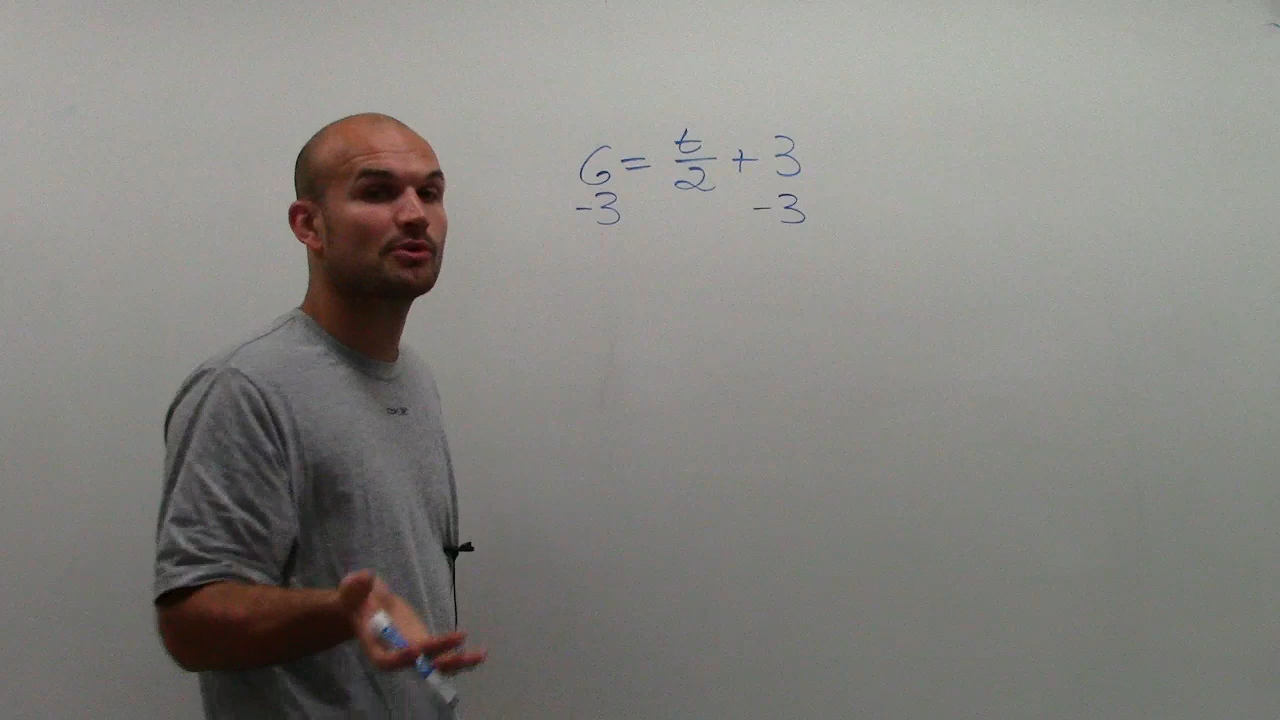 6 = t/2 + 3
-3 -3